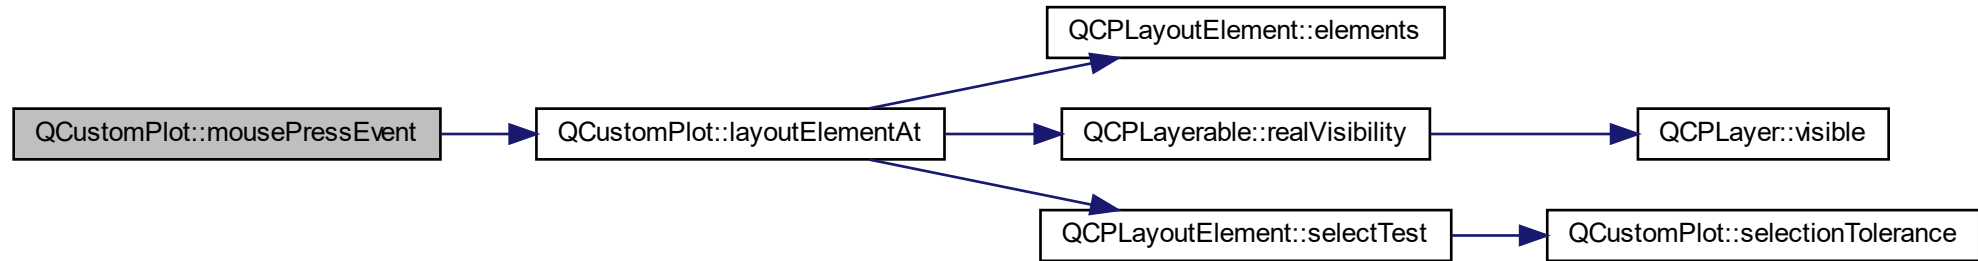 QCPLayoutElement::elements
QCustomPlot::mousePressEvent
QCustomPlot::layoutElementAt
QCPLayerable::realVisibility
QCPLayer::visible
QCPLayoutElement::selectTest
QCustomPlot::selectionTolerance